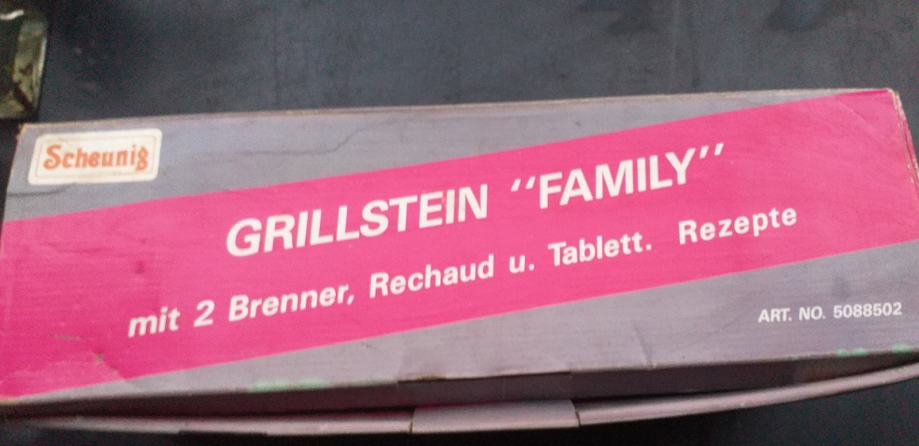 Scheunig
GRILLSTEIN "FAMILY"
mit 2 Brenner, Rechaud u. Tablett. Rezepte
ART. NO. 5088502